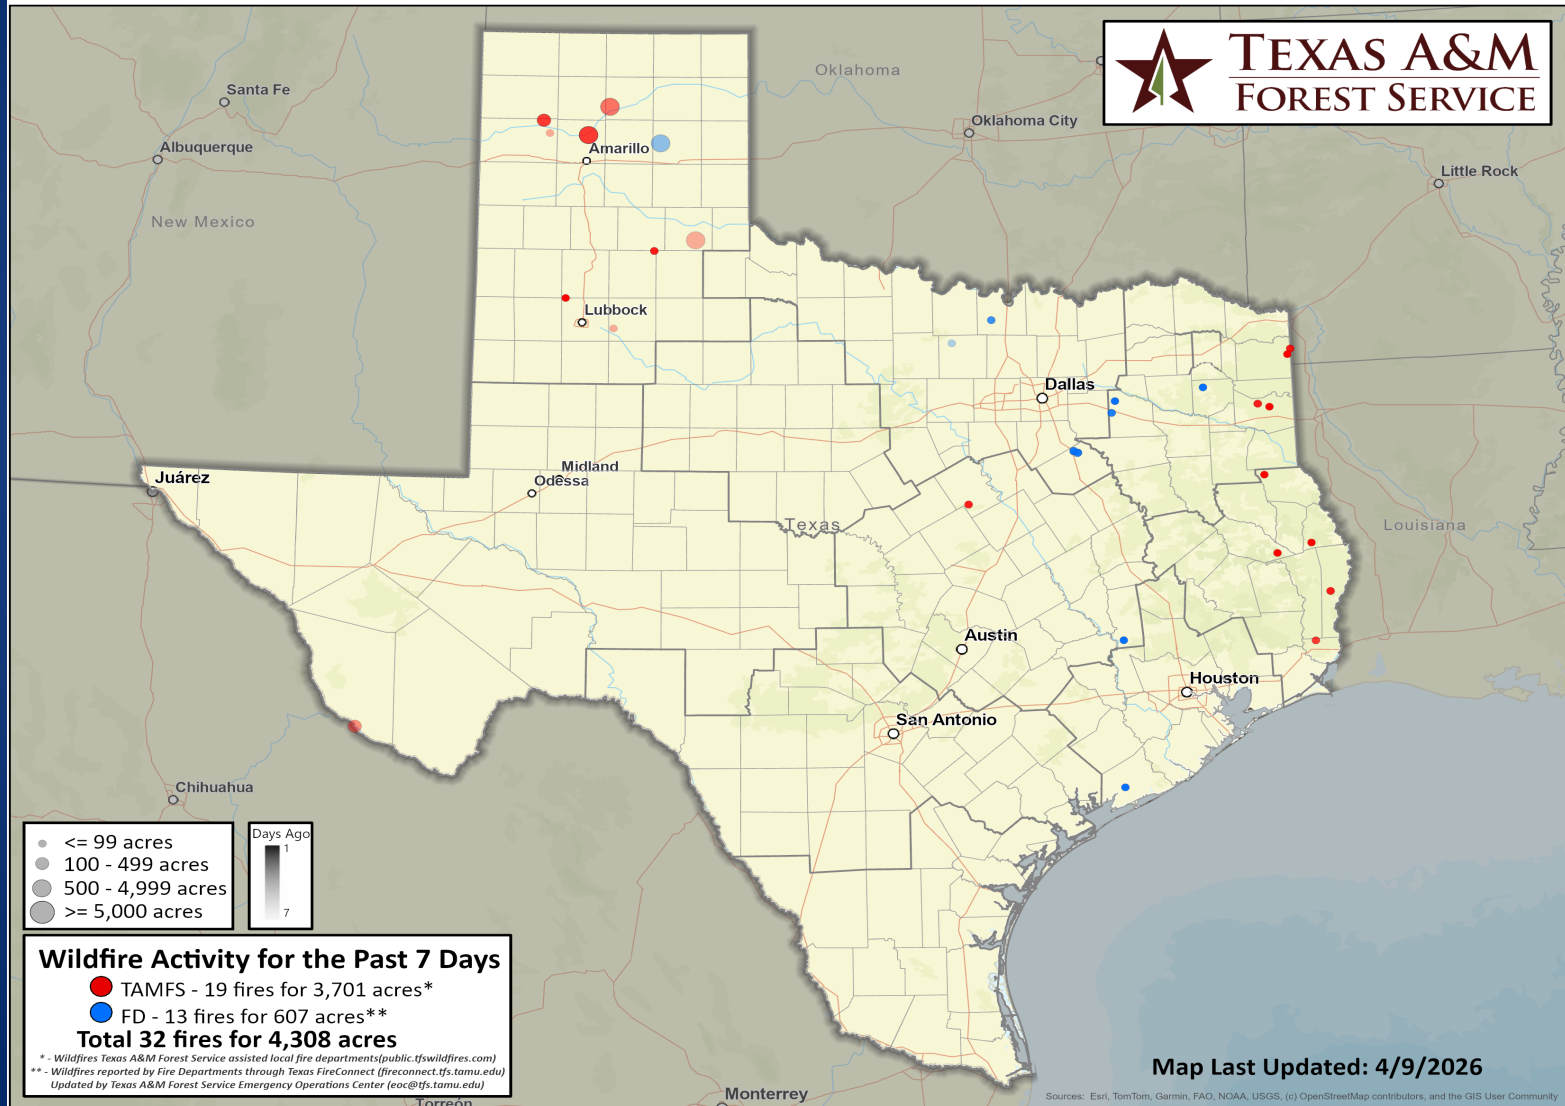 TEXAS A&M
FOREST SERVICE
Oklahoma
Santa Fe
Oklahoma City
Albuquerque
Amarillo
Little Rock
New Mexico
Lubbock
Dallas
Midland
Odessa
Juárez
Texas
Louisiana
Austin
Houston
San Antonio
Chihuahua
<= 99 acres
100 - 499 acres
500 - 4,999 acres
>= 5,000 acres
Days Ago
1
7
Wildfire Activity for the Past 7 Days
TAMFS - 19 fires for 3,701 acres*
FD - 13 fires for 607 acres**
Total 32 fires for 4,308 acres
* - Wildfires Texas A&M Forest Service assisted local fire departments(public.tfswildfires.com)
** - Wildfires reported by Fire Departments through Texas FireConnect (fireconnect.tfs.tamu.edu)
Updated by Texas A&M Forest Service Emergency Operations Center (eoc@tfs.tamu.edu)
Map Last Updated: 4/9/2026
Monterrey
Torreón
Sources: Esri, TomTom, Garmin, FAO, NOAA, USGS, (c) OpenStreetMap contributors, and the GIS User Community